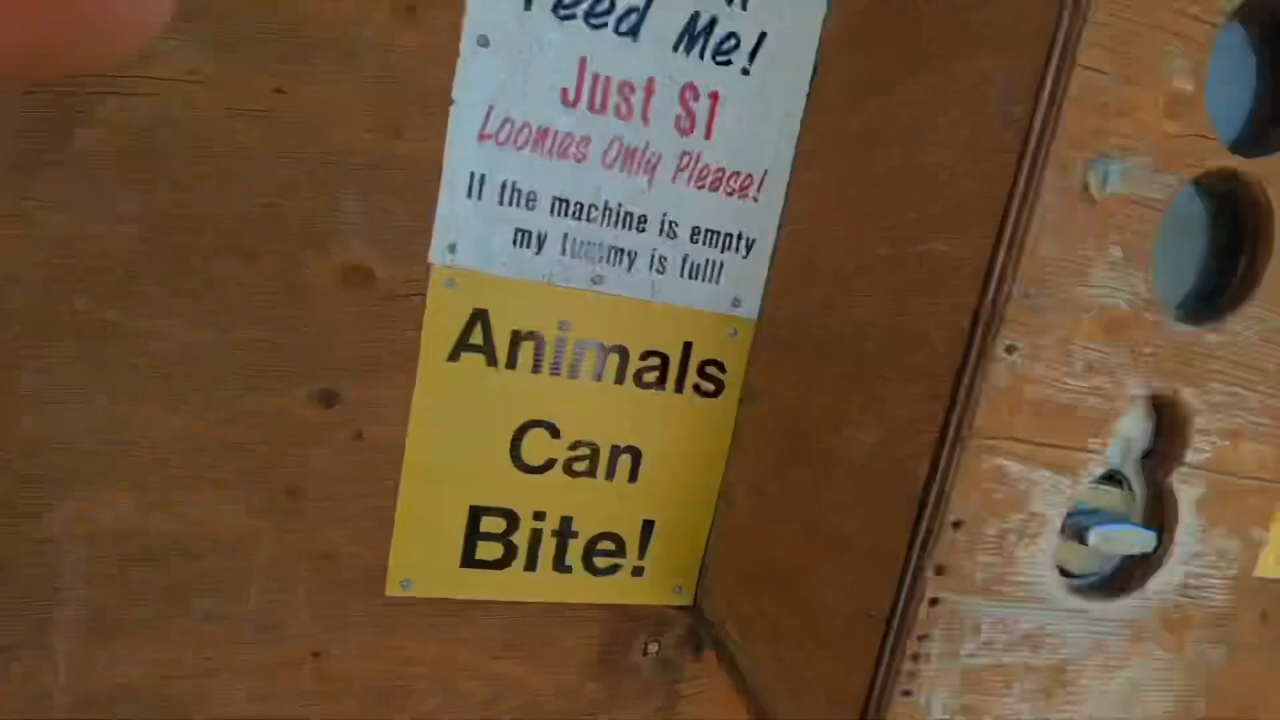 Feed Me!
Just $1
Loonies Only Please!
If the machine is empty
my tummy is full!
Animals
Can
Bite!